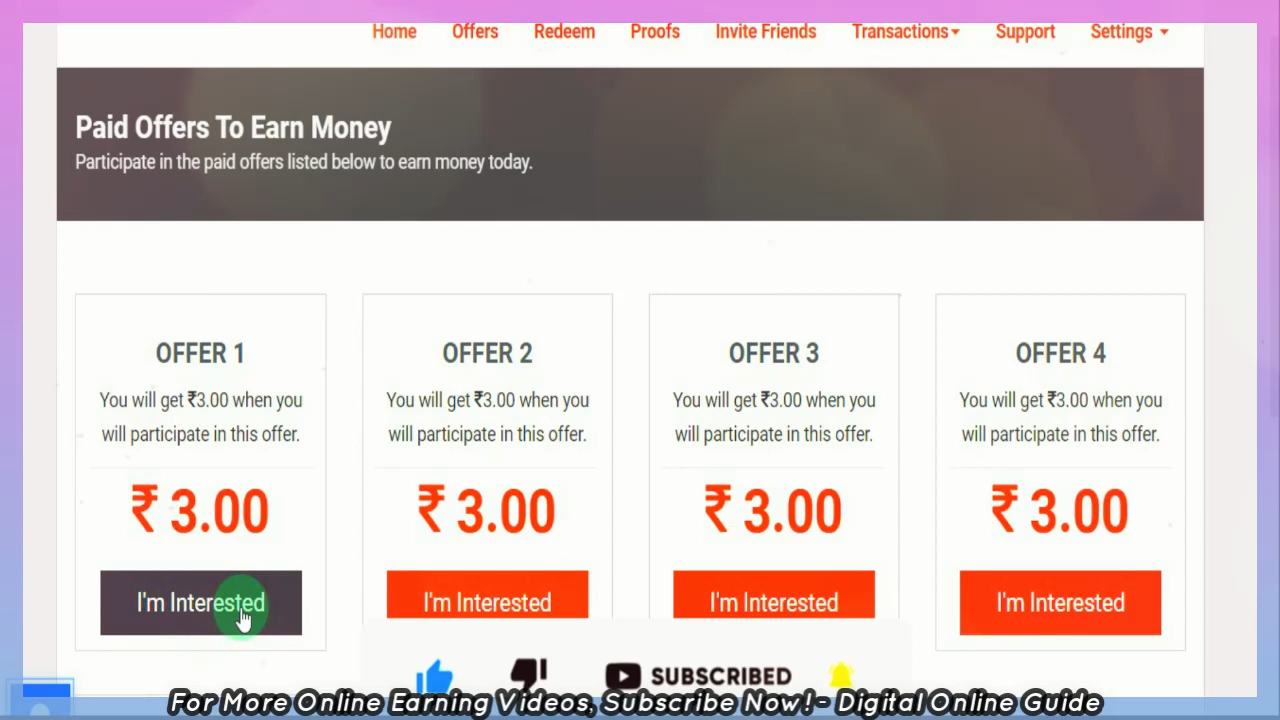 Home Offers Redeem Proofs Invite Friends Transactions Support Settings
Paid Offers To Earn Money
Participate in the paid offers listed below to earn money today.
OFFER 1
You will get ₹3.00 when you
will participate in this offer.
₹ 3.00
I'm Interested
OFFER 2
You will get ₹3.00 when you
will participate in this offer.
₹ 3.00
I'm Interested
OFFER 3
You will get ₹3.00 when you
will participate in this offer.
₹ 3.00
I'm Interested
OFFER 4
You will get ₹3.00 when you
will participate in this offer.
₹ 3.00
I'm Interested
SUBSCRIBED
For More Online Earning Videos, Subscribe Now!- Digital Online Guide